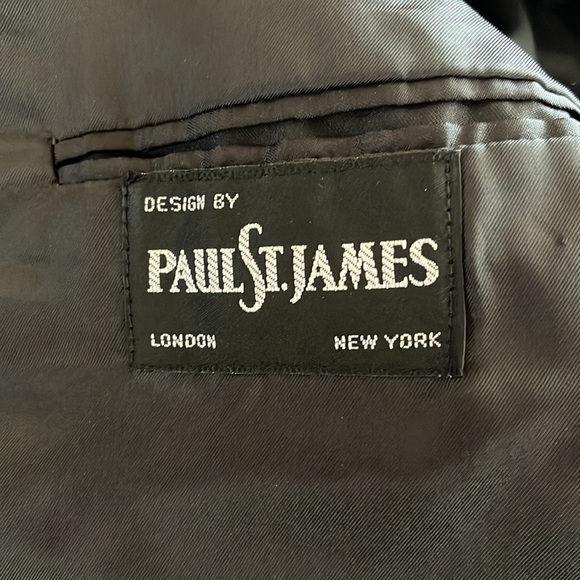 DESIGN BY
PAUL ST. JAMES
LONDON NEW YORK